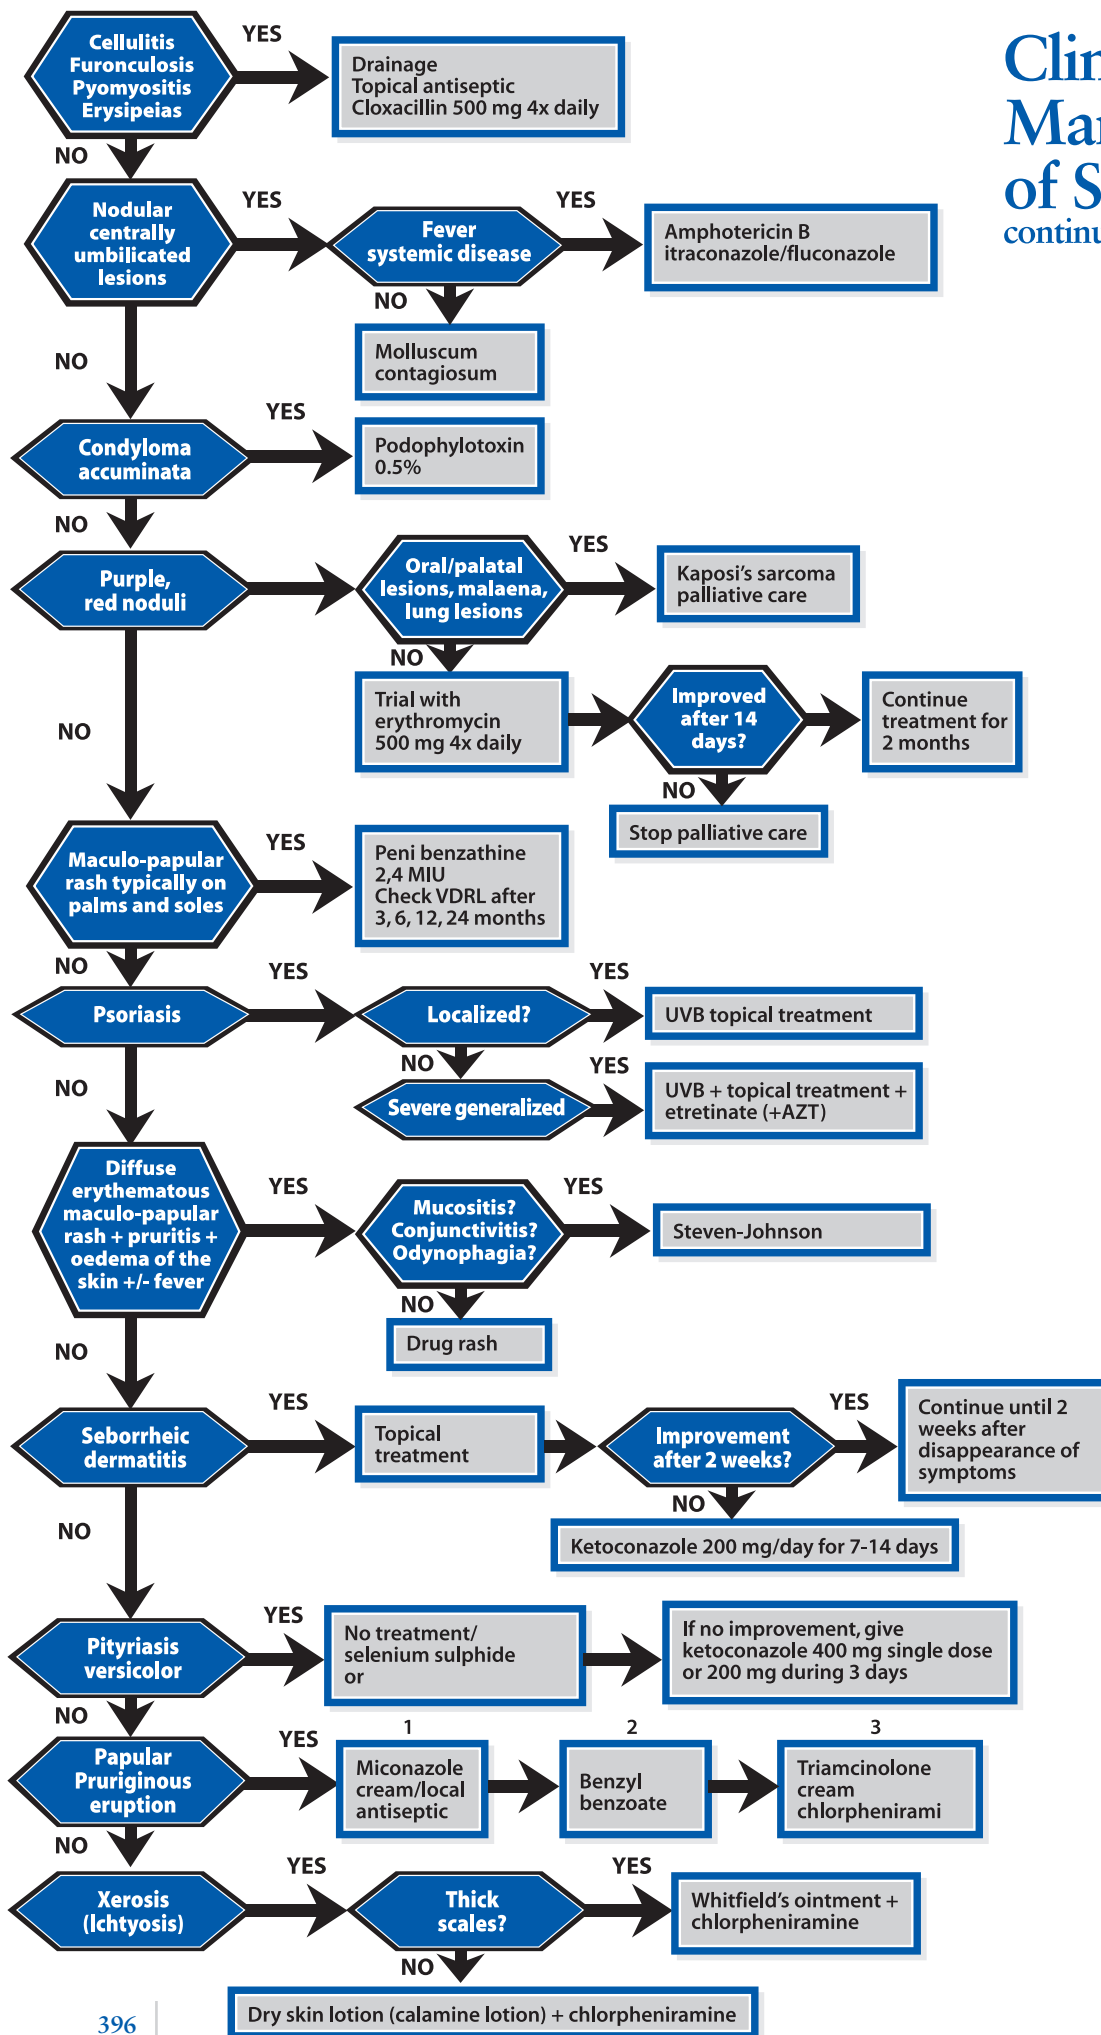 Clin
Man
of S
continu
Cellulitis
Furonculosis
Pyomyositis
Erysipeias
YES
Drainage
Topical antiseptic
Cloxacillin 500 mg 4x daily
NO
Nodular
centrally
umbilicated
lesions
YES
Fever
systemic disease
YES
Amphotericin B
itraconazole/fluconazole
NO
Molluscum
contagiosum
NO
Condyloma
accuminata
YES
Podophylotoxin
0.5%
NO
Purple,
red noduli
Oral/palatal
lesions, malaena,
lung lesions
YES
Kaposi's sarcoma
palliative care
NO
Trial with
erythromycin
500 mg 4x daily
Improved
after 14
days?
Continue
treatment for
2 months
NO
Stop palliative care
NO
Maculo-papular
rash typically on
palms and soles
YES
Peni benzathine
2,4 MIU
Check VDRL after
3, 6, 12, 24 months
NO
Psoriasis
YES
Localized?
YES
UVB topical treatment
NO
Severe generalized
YES
UVB + topical treatment +
etretinate (+AZT)
NO
Diffuse
erythematous
maculo-papular
rash + pruritis +
oedema of the
skin +/- fever
YES
Mucositis?
Conjunctivitis?
Odynophagia?
YES
Steven-Johnson
NO
Drug rash
NO
Seborrheic
dermatitis
YES
Topical
treatment
Improvement
after 2 weeks?
YES
Continue until 2
weeks after
disappearance of
symptoms
NO
Ketoconazole 200 mg/day for 7-14 days
NO
Pityriasis
versicolor
YES
No treatment/
selenium sulphide
or
If no improvement, give
ketoconazole 400 mg single dose
or 200 mg during 3 days
NO
Papular
Pruriginous
eruption
YES
1
Miconazole
cream/local
antiseptic
2
Benzyl
benzoate
3
Triamcinolone
cream
chlorphenirami
NO
Xerosis
(Ichtyosis)
YES
Thick
scales?
YES
Whitfield's ointment +
chlorpheniramine
NO
Dry skin lotion (calamine lotion) + chlorpheniramine
396